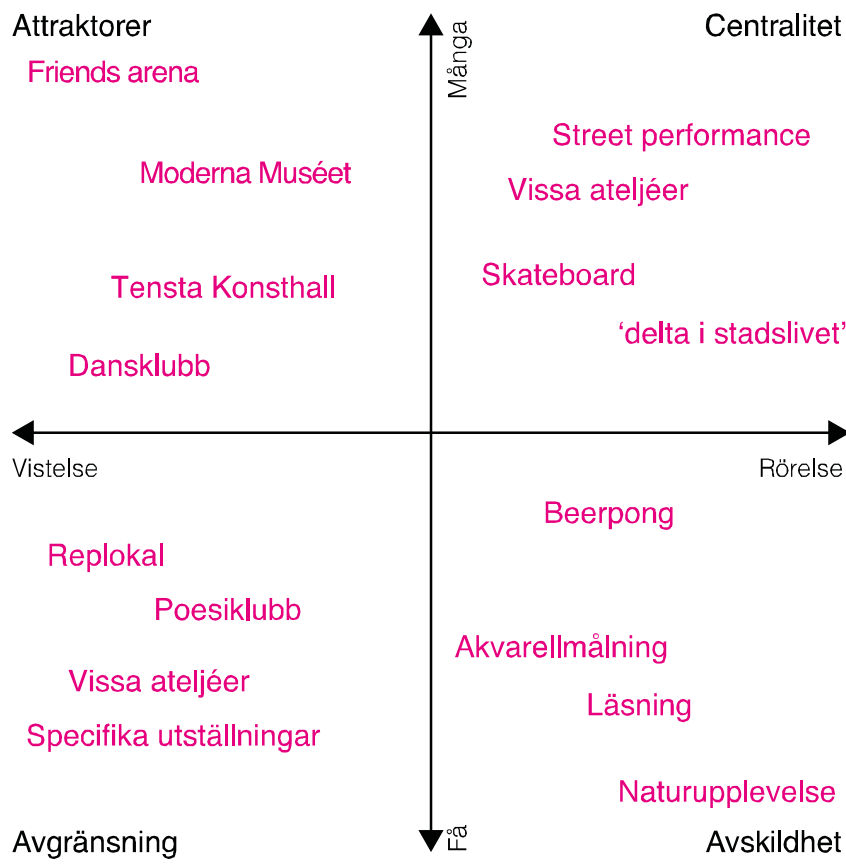 Attraktorer
Centralitet
Många
Friends arena
Street performance
Moderna Muséet
Vissa ateljéer
Skateboard
Tensta Konsthall
‘delta i stadslivet’
Dansklubb
Vistelse
Rörelse
Beerpong
Replokal
Poesiklubb
Akvarellmålning
Vissa ateljéer
Läsning
Specifika utställningar
Naturupplevelse
Avgränsning
Få
Avskildhet